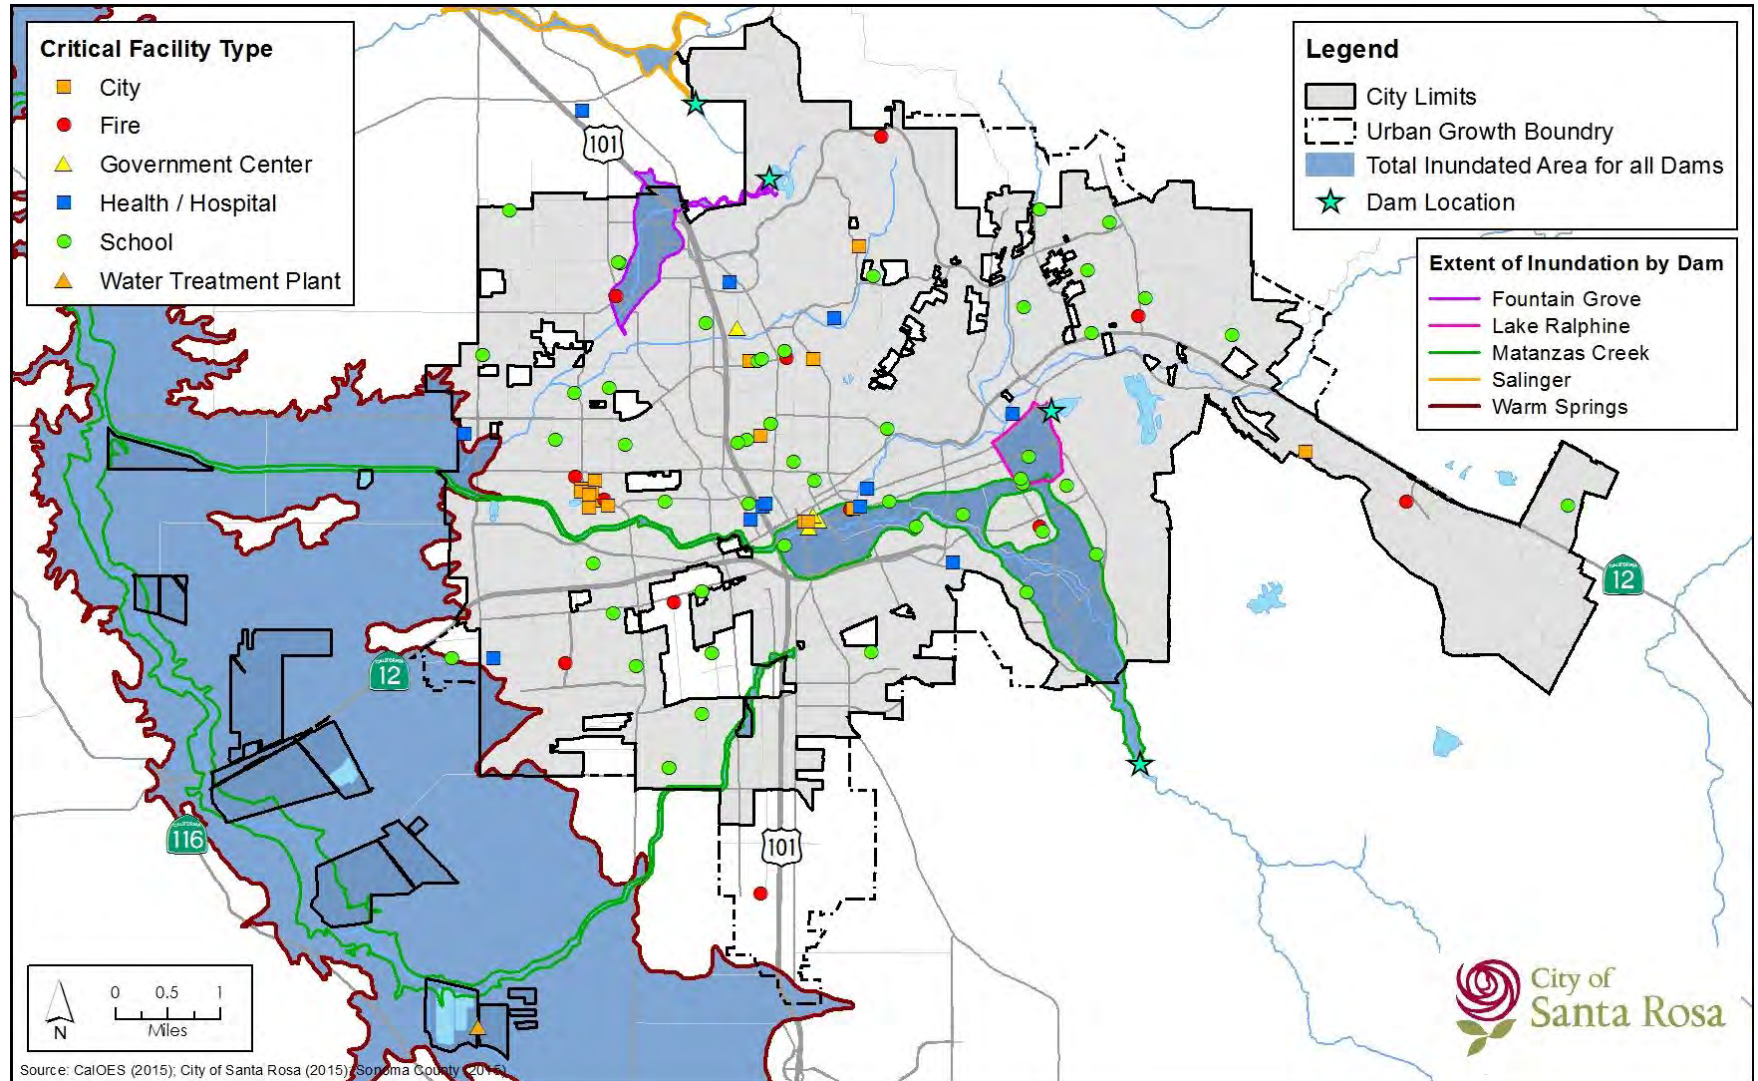 Critical Facility Type
City
Fire
Government Center
Health / Hospital
School
Water Treatment Plant
Legend
City Limits
Urban Growth Boundry
Total Inundated Area for all Dams
Dam Location
Extent of Inundation by Dam
Fountain Grove
Lake Ralphine
Matanzas Creek
Salinger
Warm Springs
101
CALIFORNIA
12
CALIFORNIA
12
CALIFORNIA
116
101
0 0.5 1
Miles
N
City of
Santa Rosa
Source: CalOES (2015); City of Santa Rosa (2015); Sonoma County (2015)